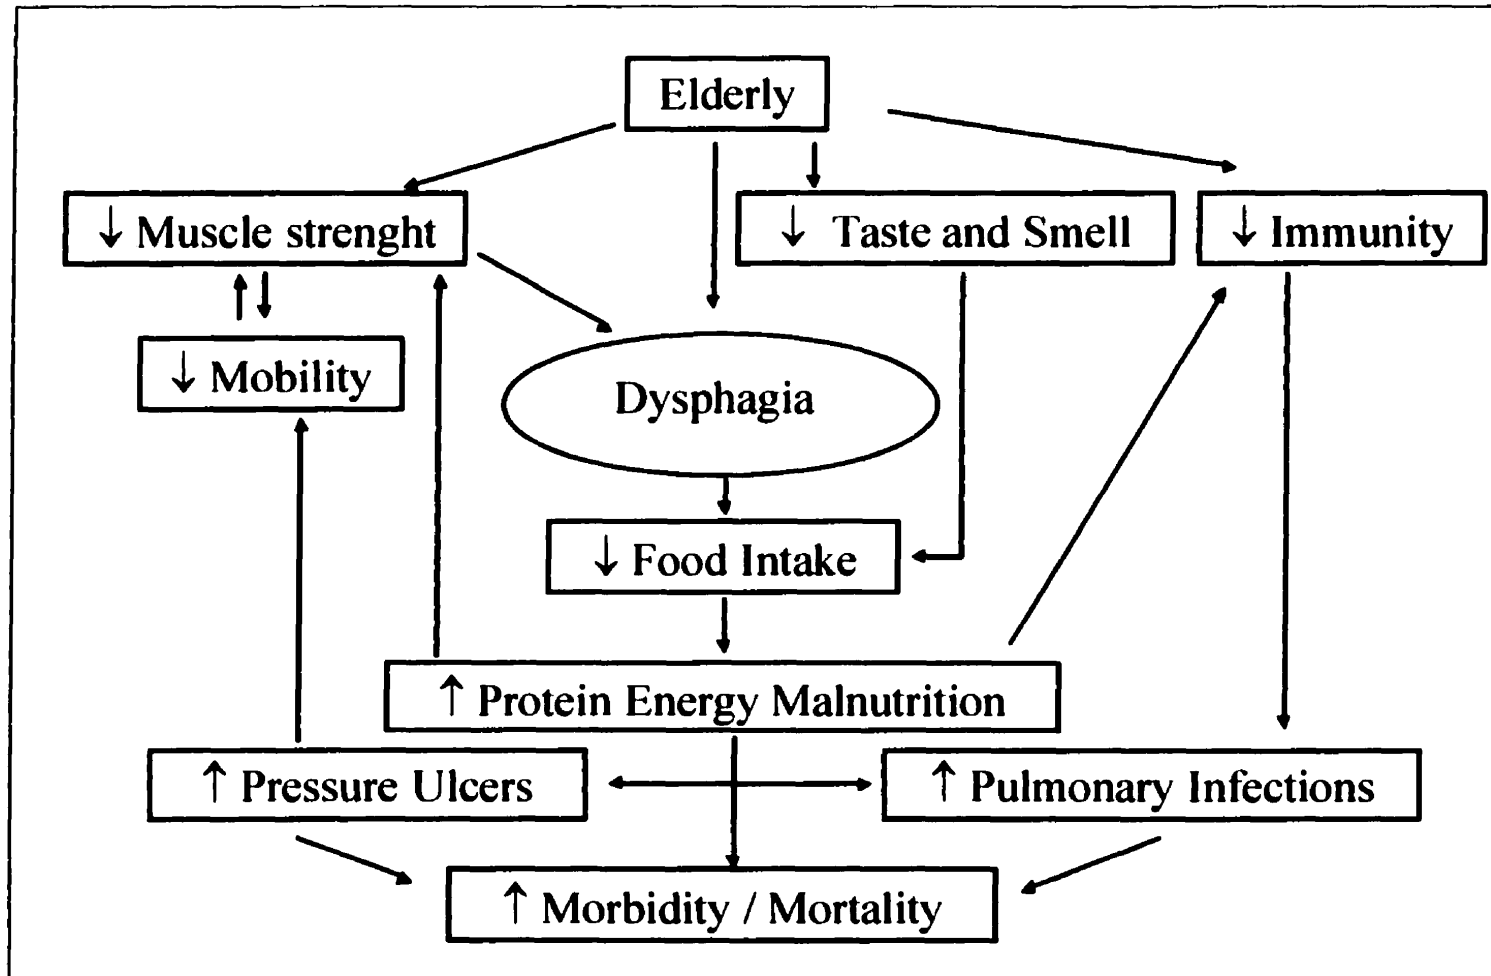 Elderly
↓ Muscle strenght
↓ Taste and Smell
↓ Immunity
↓ Mobility
Dysphagia
↓ Food Intake
↑ Protein Energy Malnutrition
↑ Pressure Ulcers
↑ Pulmonary Infections
↑ Morbidity / Mortality